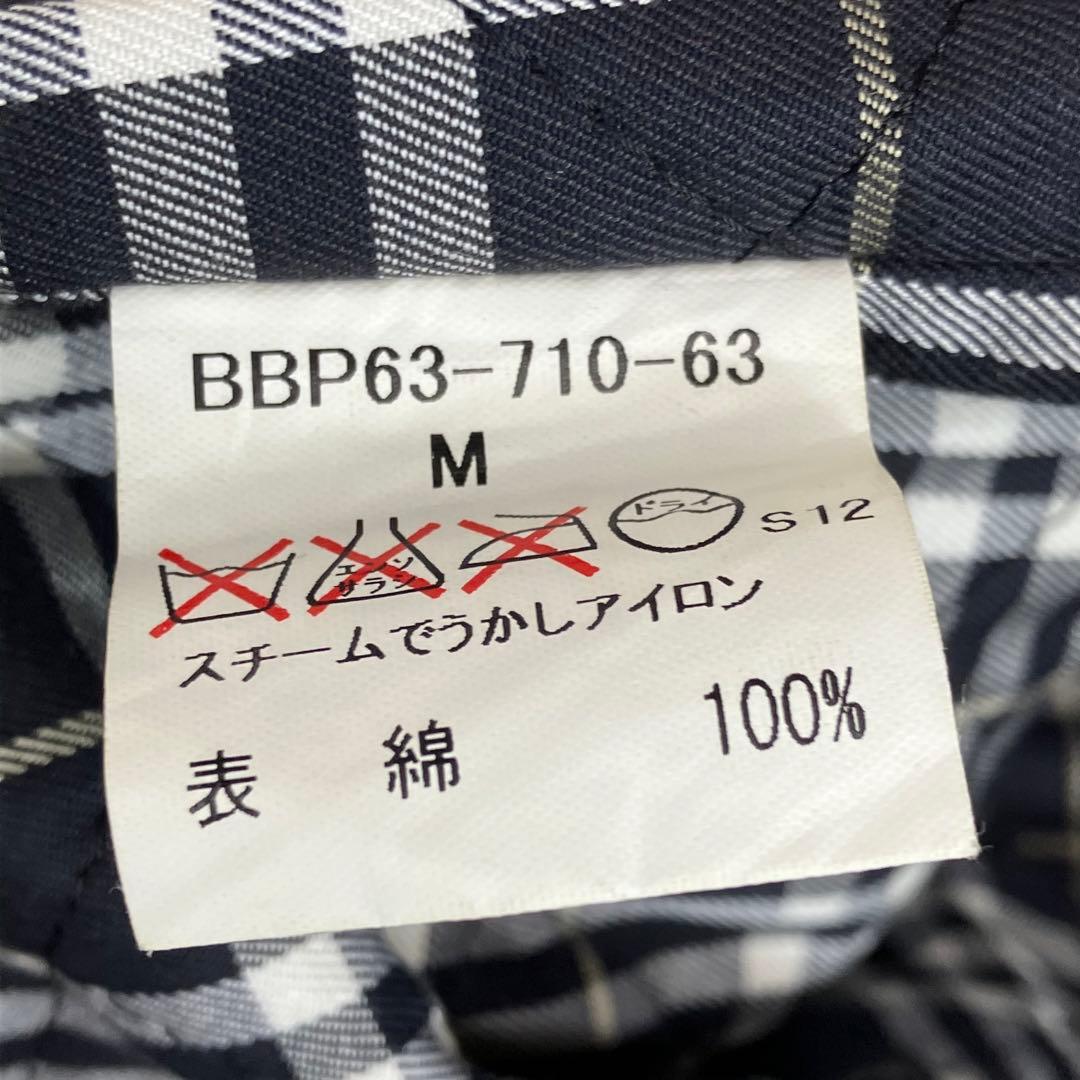 BBP63-710-63
M
エンソ
サラシ
ドライ
S12
スチームでうかしアイロン
表 綿 100%